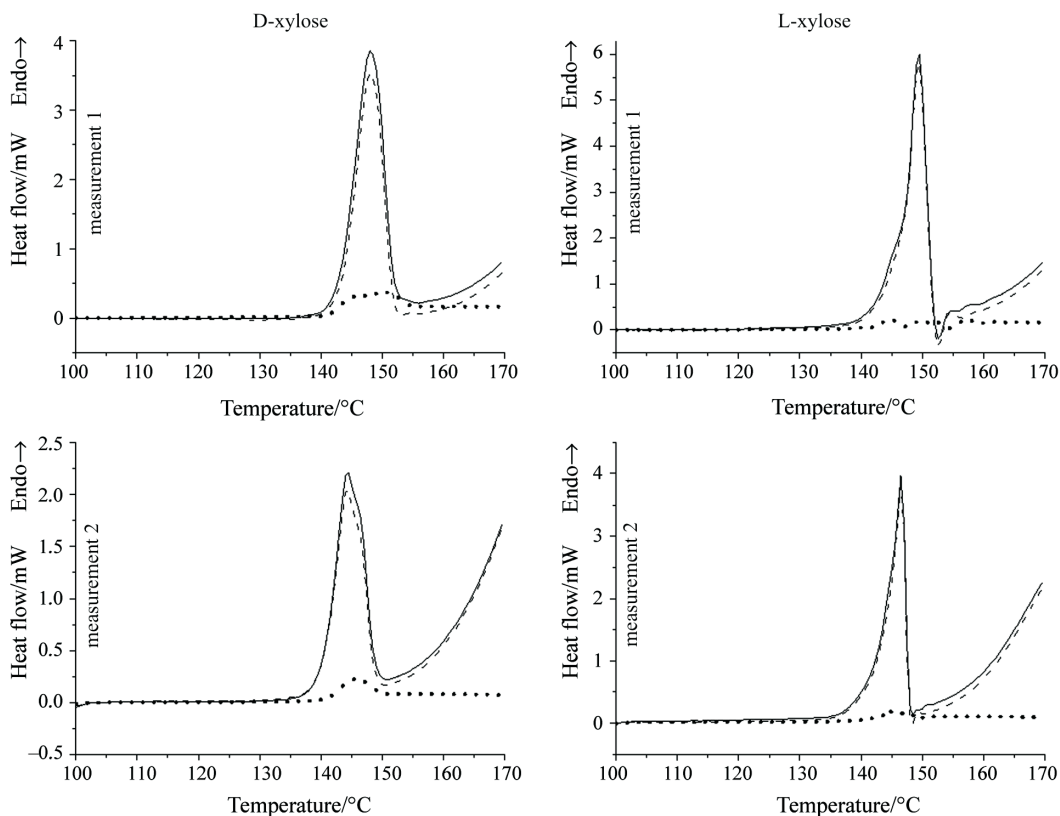 D-xylose
L-xylose
Heat flow/mW Endo→
measurement 1
4
3
2
1
0
100 110 120 130 140 150 160 170
Temperature/°C
Heat flow/mW Endo→
measurement 1
6
5
4
3
2
1
0
100 110 120 130 140 150 160 170
Temperature/°C
Heat flow/mW Endo→
measurement 2
2.5
2.0
1.5
1.0
0.5
0.0
–0.5
100 110 120 130 140 150 160 170
Temperature/°C
Heat flow/mW Endo→
measurement 2
4
3
2
1
0
100 110 120 130 140 150 160 170
Temperature/°C